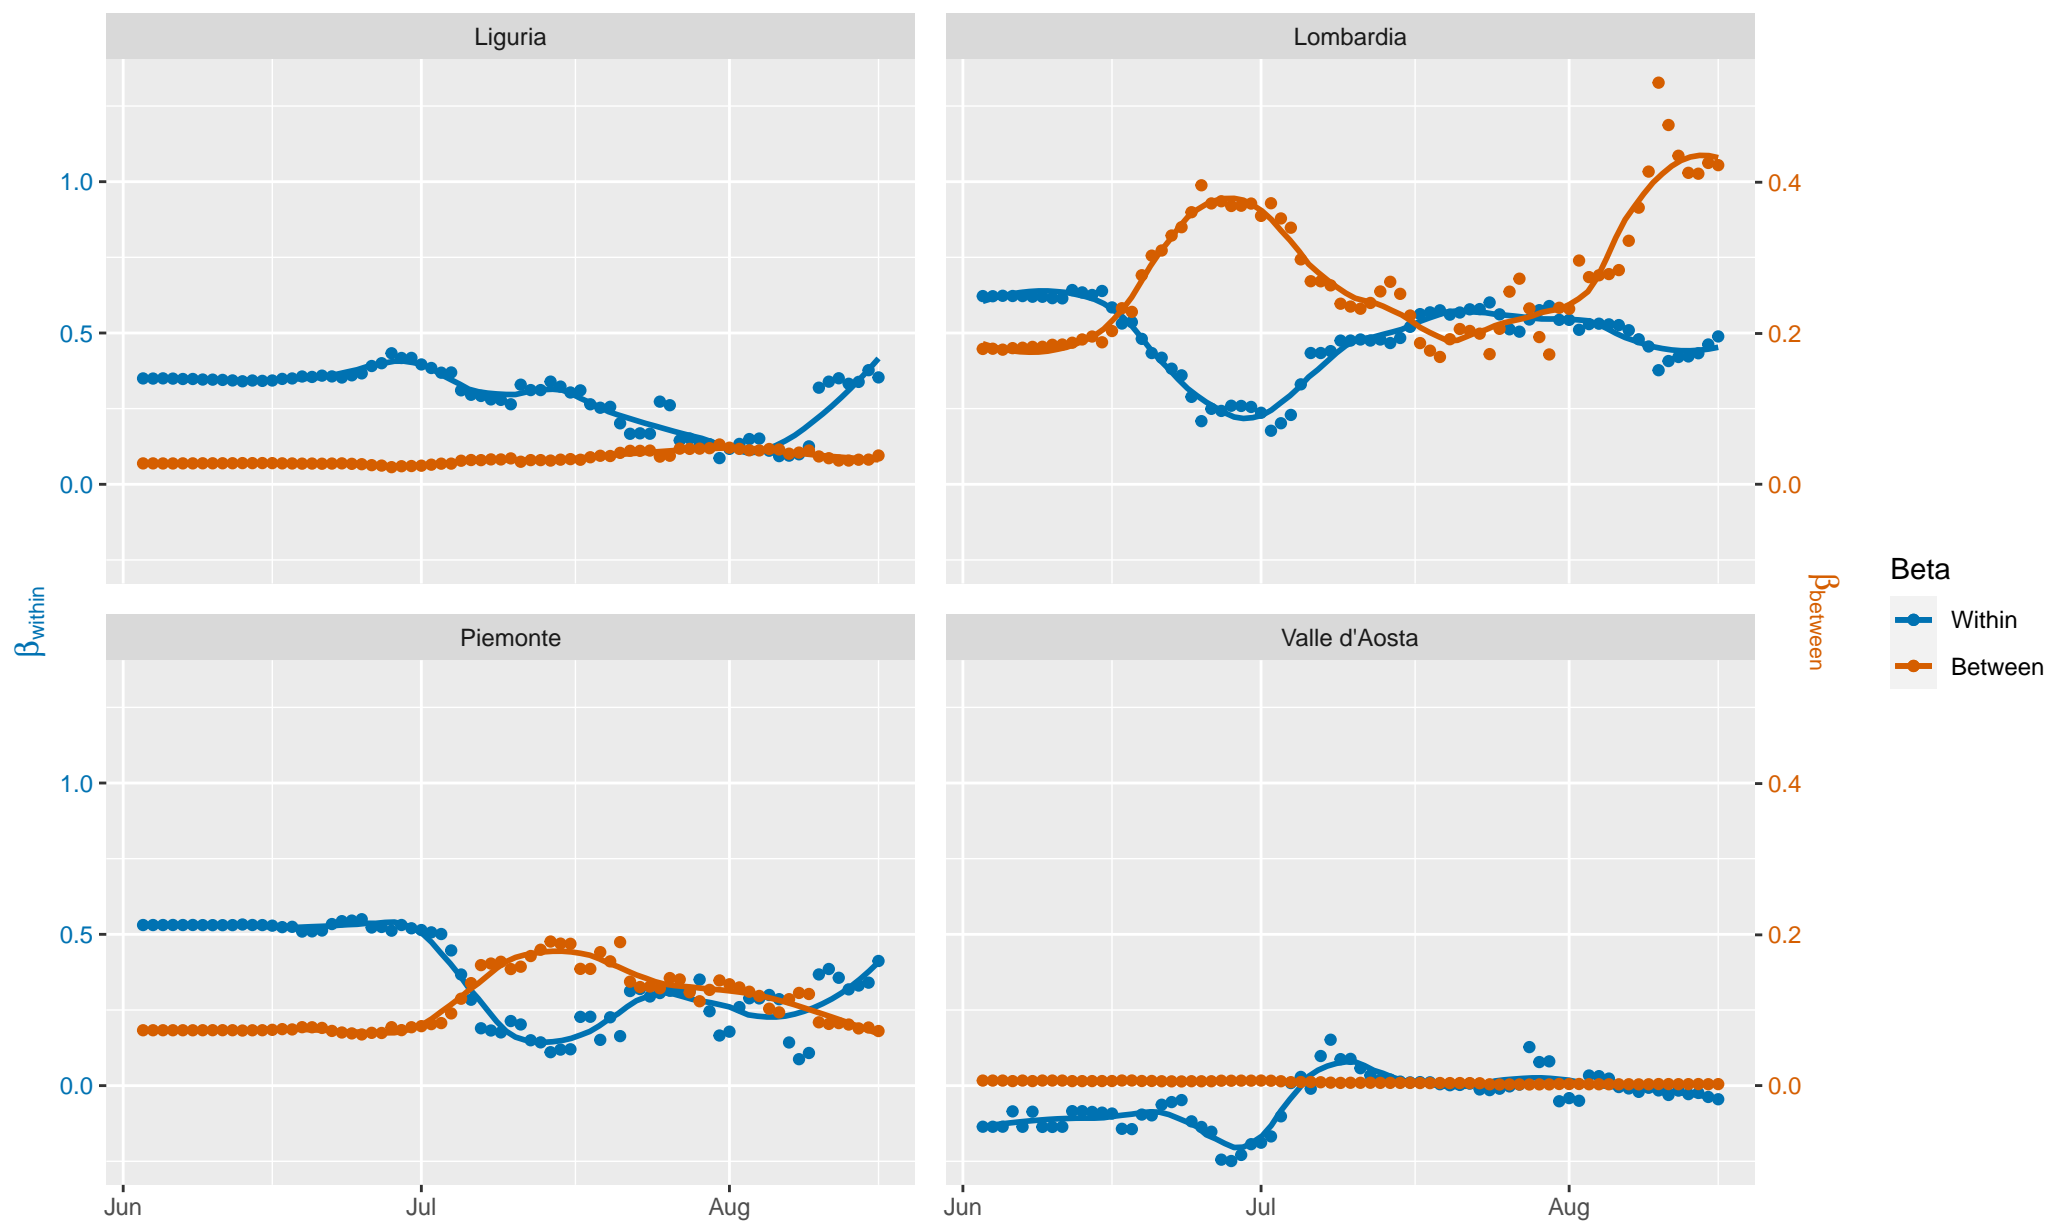 Liguria
Lombardia
1.0
0.5
0.0
0.4
0.2
0.0
Piemonte
Valle d'Aosta
1.0
0.5
0.0
0.4
0.2
0.0
Jun Jul Aug
Jun Jul Aug
βwithin
βbetween
Beta
Within
Between